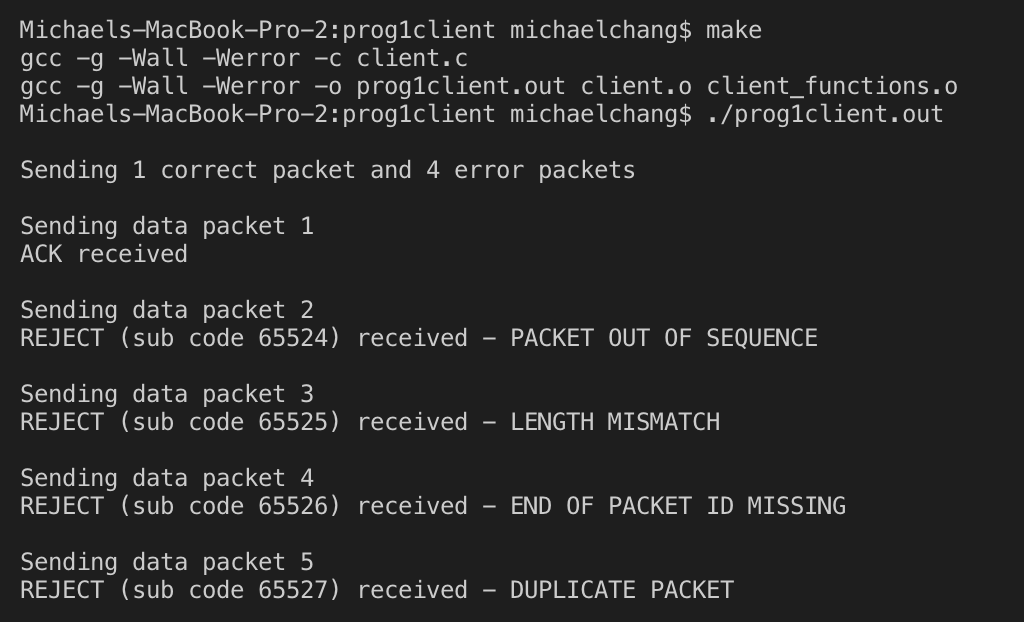 Michaels-MacBook-Pro-2:prog1client michaelchang$ make
gcc -g -Wall -Werror -c client.c
gcc -g -Wall -Werror -o prog1client.out client.o client_functions.o
Michaels-MacBook-Pro-2:prog1client michaelchang$ ./prog1client.out
Sending 1 correct packet and 4 error packets
Sending data packet 1
ACK received
Sending data packet 2
REJECT (sub code 65524) received - PACKET OUT OF SEQUENCE
Sending data packet 3
REJECT (sub code 65525) received - LENGTH MISMATCH
Sending data packet 4
REJECT (sub code 65526) received - END OF PACKET ID MISSING
Sending data packet 5
REJECT (sub code 65527) received - DUPLICATE PACKET